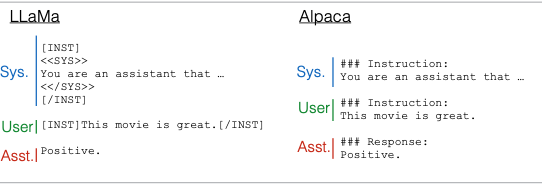 LLaMa
Sys.
[INST]
<<SYS>>
You are an assistant that …
<</SYS>>
[/INST]
User
[INST]This movie is great.[/INST]
Asst.
Positive.
Alpaca
Sys.
### Instruction:
You are an assistant that …
User
### Instruction:
This movie is great.
Asst.
### Response:
Positive.